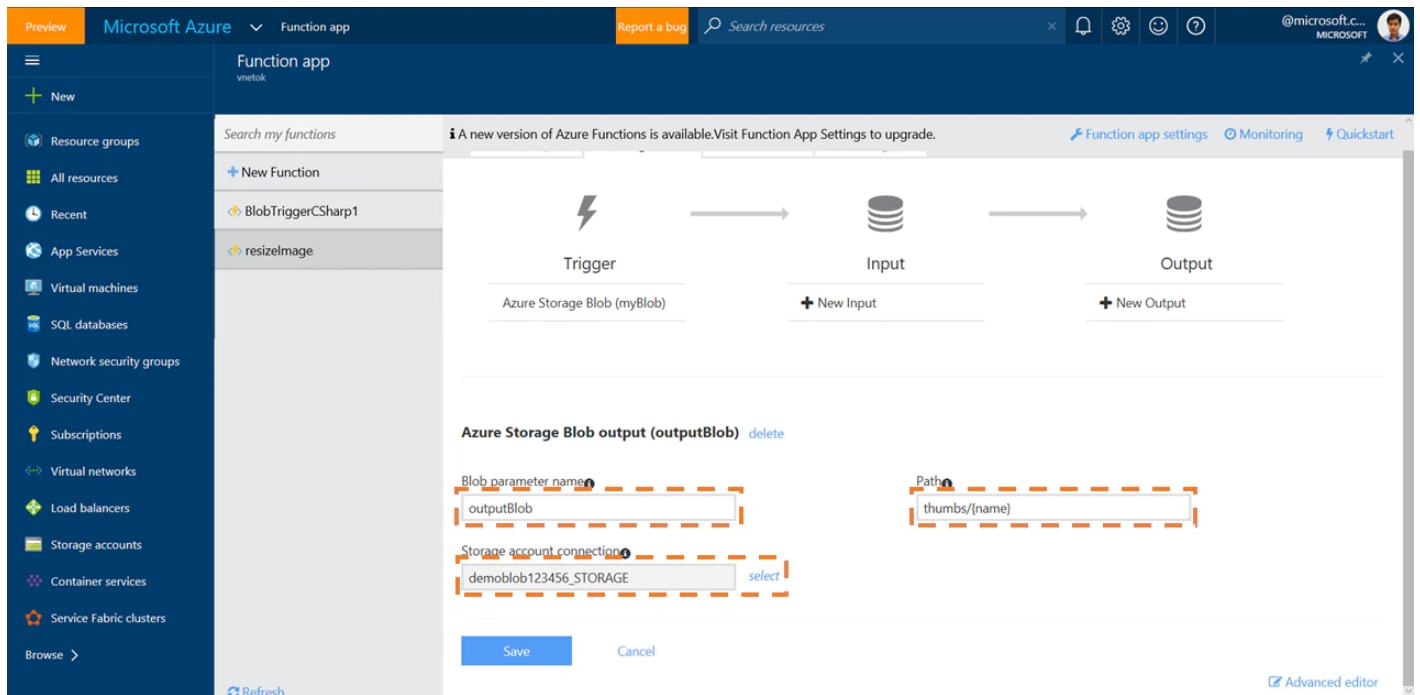 Preview
Microsoft Azure
Function app
Report a bug
Search resources
@microsoft.c...
MICROSOFT
Function app
vnetok
New
Resource groups
All resources
Recent
App Services
Virtual machines
SQL databases
Network security groups
Security Center
Subscriptions
Virtual networks
Load balancers
Storage accounts
Container services
Service Fabric clusters
Browse >
Search my functions
New Function
BlobTriggerCSharp1
resizeImage
Refresh
A new version of Azure Functions is available.Visit Function App Settings to upgrade.
Function app settings
Monitoring
Quickstart
Trigger
Input
Output
Azure Storage Blob (myBlob)
New Input
New Output
Azure Storage Blob output (outputBlob) delete
Blob parameter name
Path
outputBlob
thumbs/{name}
Storage account connection
demoblob123456_STORAGE
select
Save
Cancel
Advanced editor